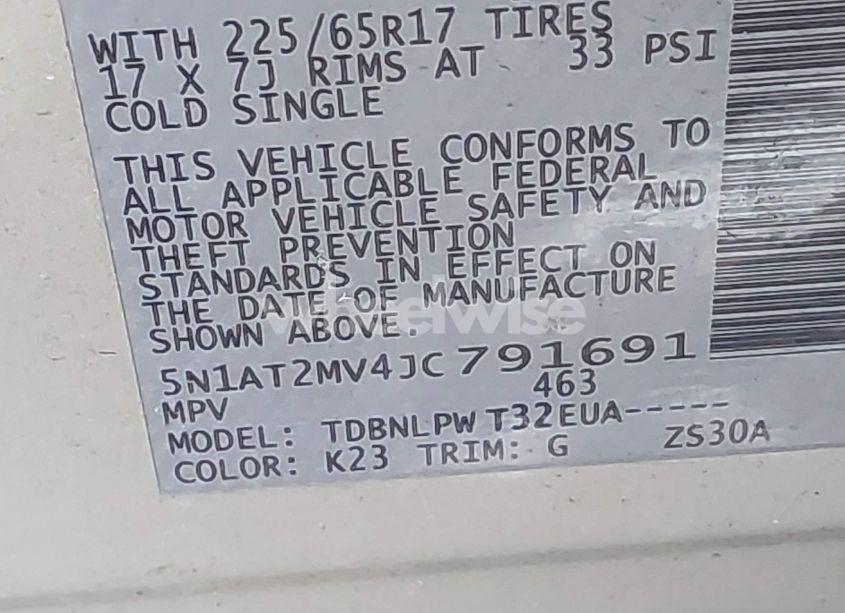 WITH 225/65R17 TIRES
17 X 7J RIMS AT 33 PSI
COLD SINGLE
THIS VEHICLE CONFORMS TO
ALL APPLICABLE FEDERAL
MOTOR VEHICLE SAFETY AND
THEFT PREVENTION
STANDARDS IN EFFECT ON
THE DATE OF MANUFACTURE
SHOWN ABOVE.
wheelwise
5N1AT2MV4JC791691
MPV 463
MODEL: TDBNLPW T32EUA-----
COLOR: K23 TRIM: G ZS30A